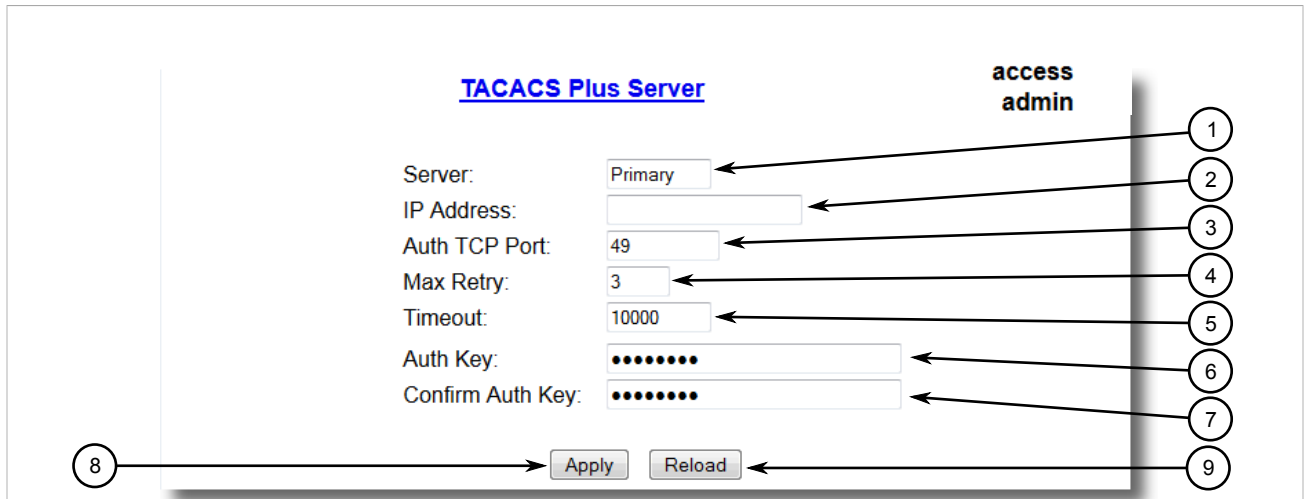 TACACS Plus Server
access
admin
1
Server: Primary
2
IP Address:
3
Auth TCP Port: 49
4
Max Retry: 3
Timeout: 10000
5
Auth Key: ●●●●●●●●
6
Confirm Auth Key: ●●●●●●●●
7
8 Apply Reload 9